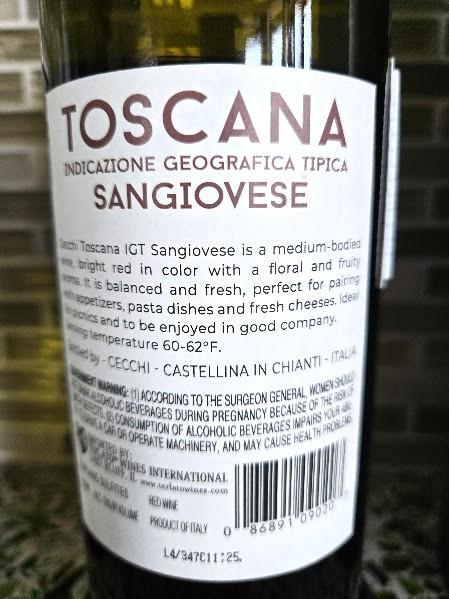 TOSCANA
INDICAZIONE GEOGRAFICA TIPICA
SANGIOVESE
Cecchi Toscana IGT Sangiovese is a medium-bodied
wine, bright red in color with a floral and fruity
aroma. It is balanced and fresh, perfect for pairing
with appetizers, pasta dishes and fresh cheeses. Ideal
for picnics and to be enjoyed in good company.
Serving temperature 60-62°F.
Bottled by - CECCHI - CASTELLINA IN CHIANTI - ITALIA
GOVERNMENT WARNING: (1) ACCORDING TO THE SURGEON GENERAL, WOMEN SHOULD
NOT DRINK ALCOHOLIC BEVERAGES DURING PREGNANCY BECAUSE OF THE RISK OF
BIRTH DEFECTS. (2) CONSUMPTION OF ALCOHOLIC BEVERAGES IMPAIRS YOUR ABILITY
TO DRIVE A CAR OR OPERATE MACHINERY, AND MAY CAUSE HEALTH PROBLEMS.
IMPORTED BY:
WINES INTERNATIONAL
IL www.terlatowines.com
SULFITES
RED WINE
VOLUME
PRODUCT OF ITALY
0 86891 09020
L4/347C11:25.